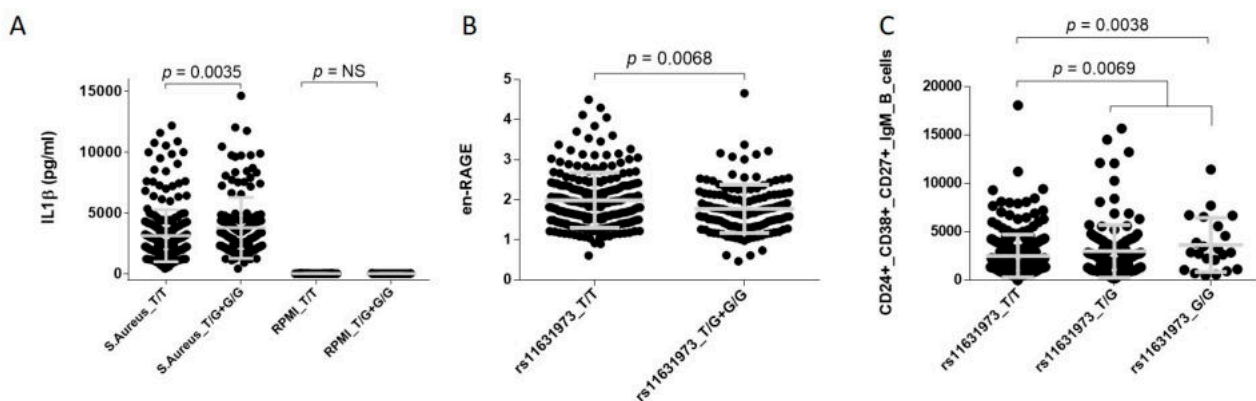 A
p = 0.0035
p = NS
IL1β (pg/ml)
15000
10000
5000
0
S.Aureus_T/T
S.Aureus_T/G+G/G
RPMI_T/T
RPMI_T/G+G/G
B
p = 0.0068
en-RAGE
5
4
3
2
1
0
rs11631973_T/T
rs11631973_T/G+G/G
C
p = 0.0038
p = 0.0069
CD24+_CD38+_CD27+_IgM_B_cells
20000
15000
10000
5000
0
rs11631973_T/T
rs11631973_T/G
rs11631973_G/G